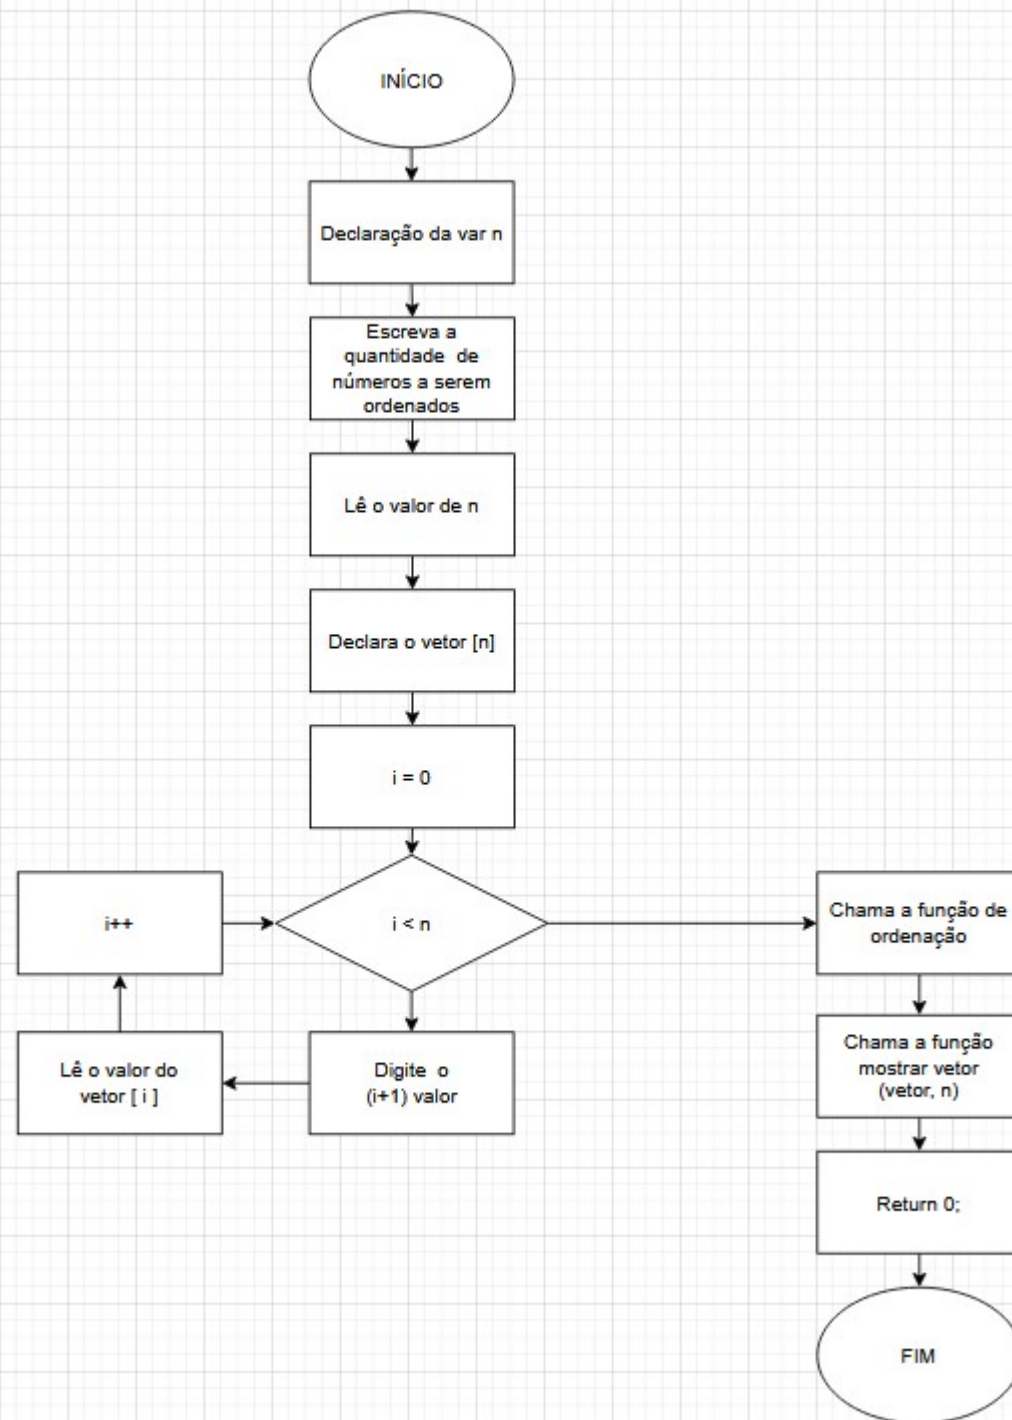 INÍCIO
Declaração da var n
Escreva a
quantidade de
números a serem
ordenados
Lê o valor de n
Declara o vetor [n]
i = 0
i++
i < n
Chama a função de
ordenação
Lê o valor do
vetor [ i ]
Digite o
(i+1) valor
Chama a função
mostrar vetor
(vetor, n)
Return 0;
FIM